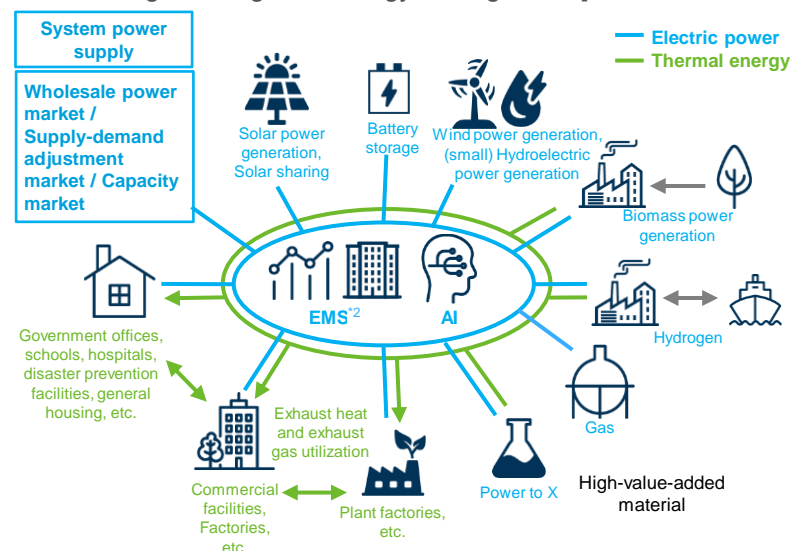 System power
supply
Wholesale power
market /
Supply-demand
adjustment
market / Capacity
market
Electric power
Thermal energy
Solar power
generation,
Solar sharing
Battery
storage
Wind power generation,
(small) Hydroelectric
power generation
Biomass power
generation
EMS*2
AI
Hydrogen
Government offices,
schools, hospitals,
disaster prevention
facilities, general
housing, etc.
Exhaust heat
and exhaust
gas utilization
Gas
Commercial
facilities,
Factories,
etc.
Plant factories,
etc.
Power to X
High-value-added
material